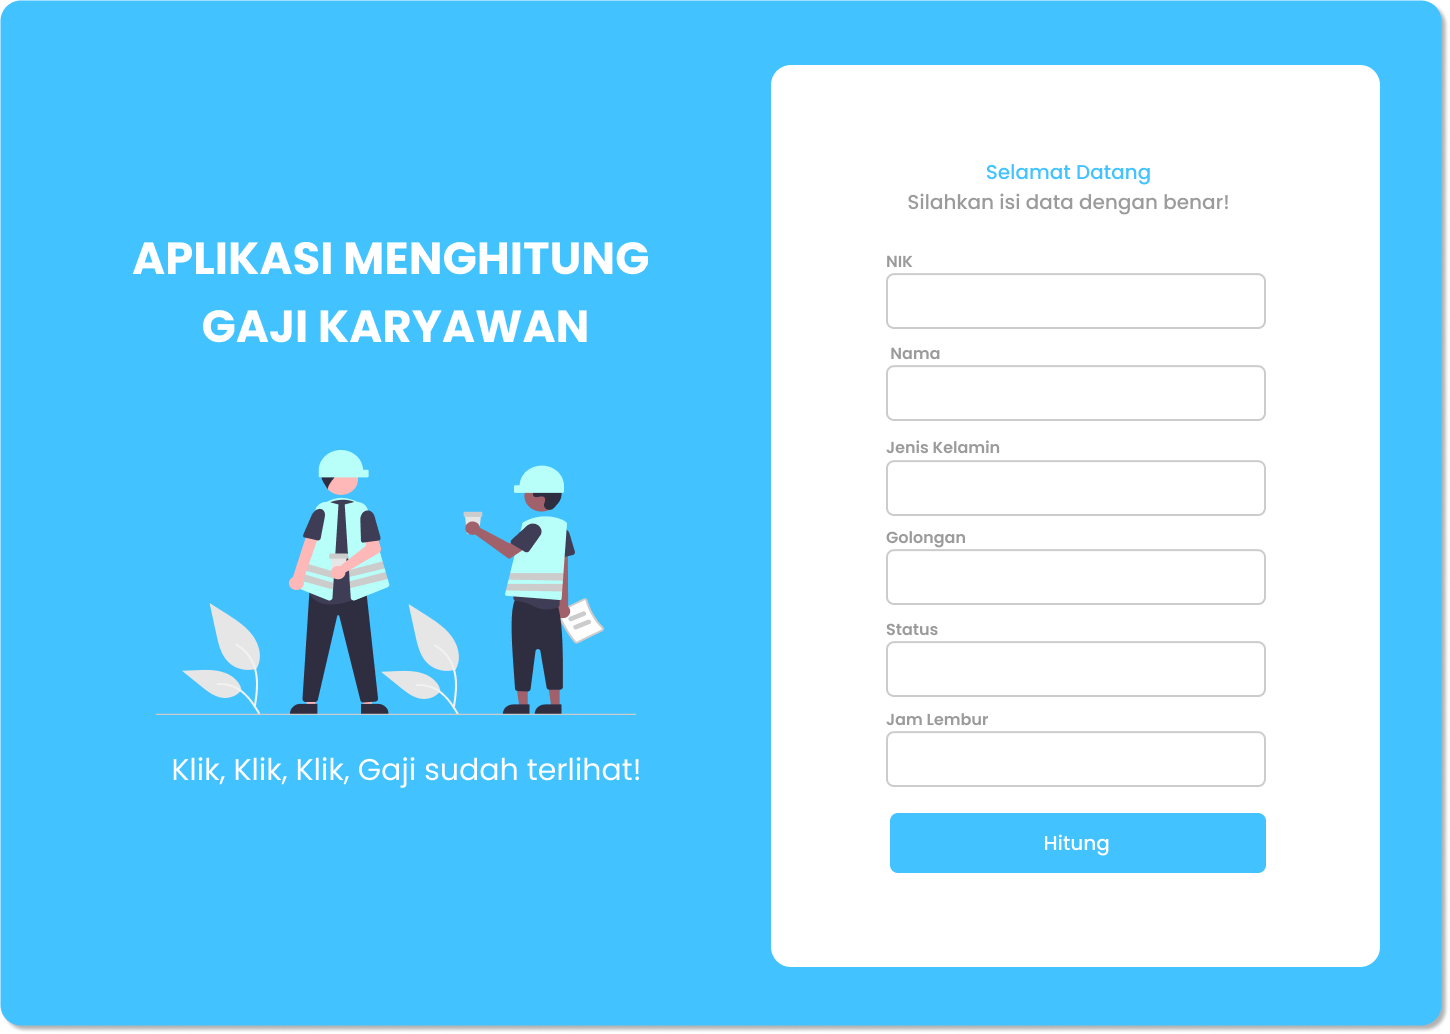 APLIKASI MENGHITUNG
GAJI KARYAWAN
Klik, Klik, Klik, Gaji sudah terlihat!
Selamat Datang
Silahkan isi data dengan benar!
NIK
Nama
Jenis Kelamin
Golongan
Status
Jam Lembur
Hitung